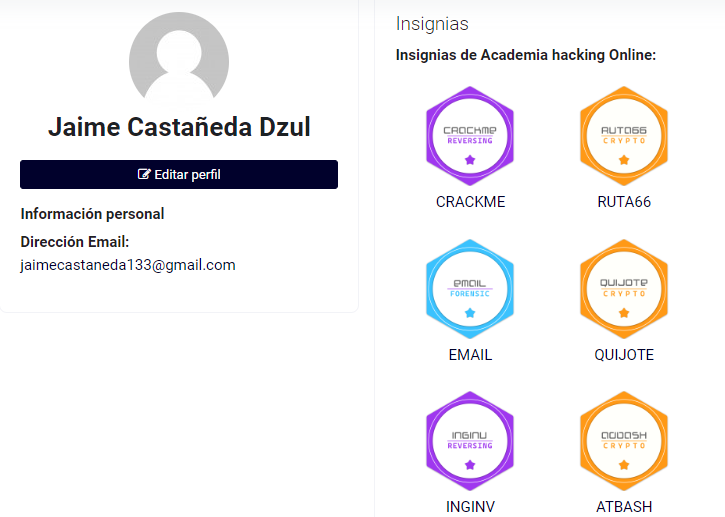 Jaime Castañeda Dzul
Editar perfil
Información personal
Dirección Email:
jaimecastaneda133@gmail.com
Insignias
Insignias de Academia hacking Online:
CRACKME
REVERSING
CRACKME
RUTA66
CRYPTO
RUTA66
EMAIL
FORENSIC
EMAIL
QUIJOTE
CRYPTO
QUIJOTE
INGINV
REVERSING
INGINV
CRYPTO
ATBASH